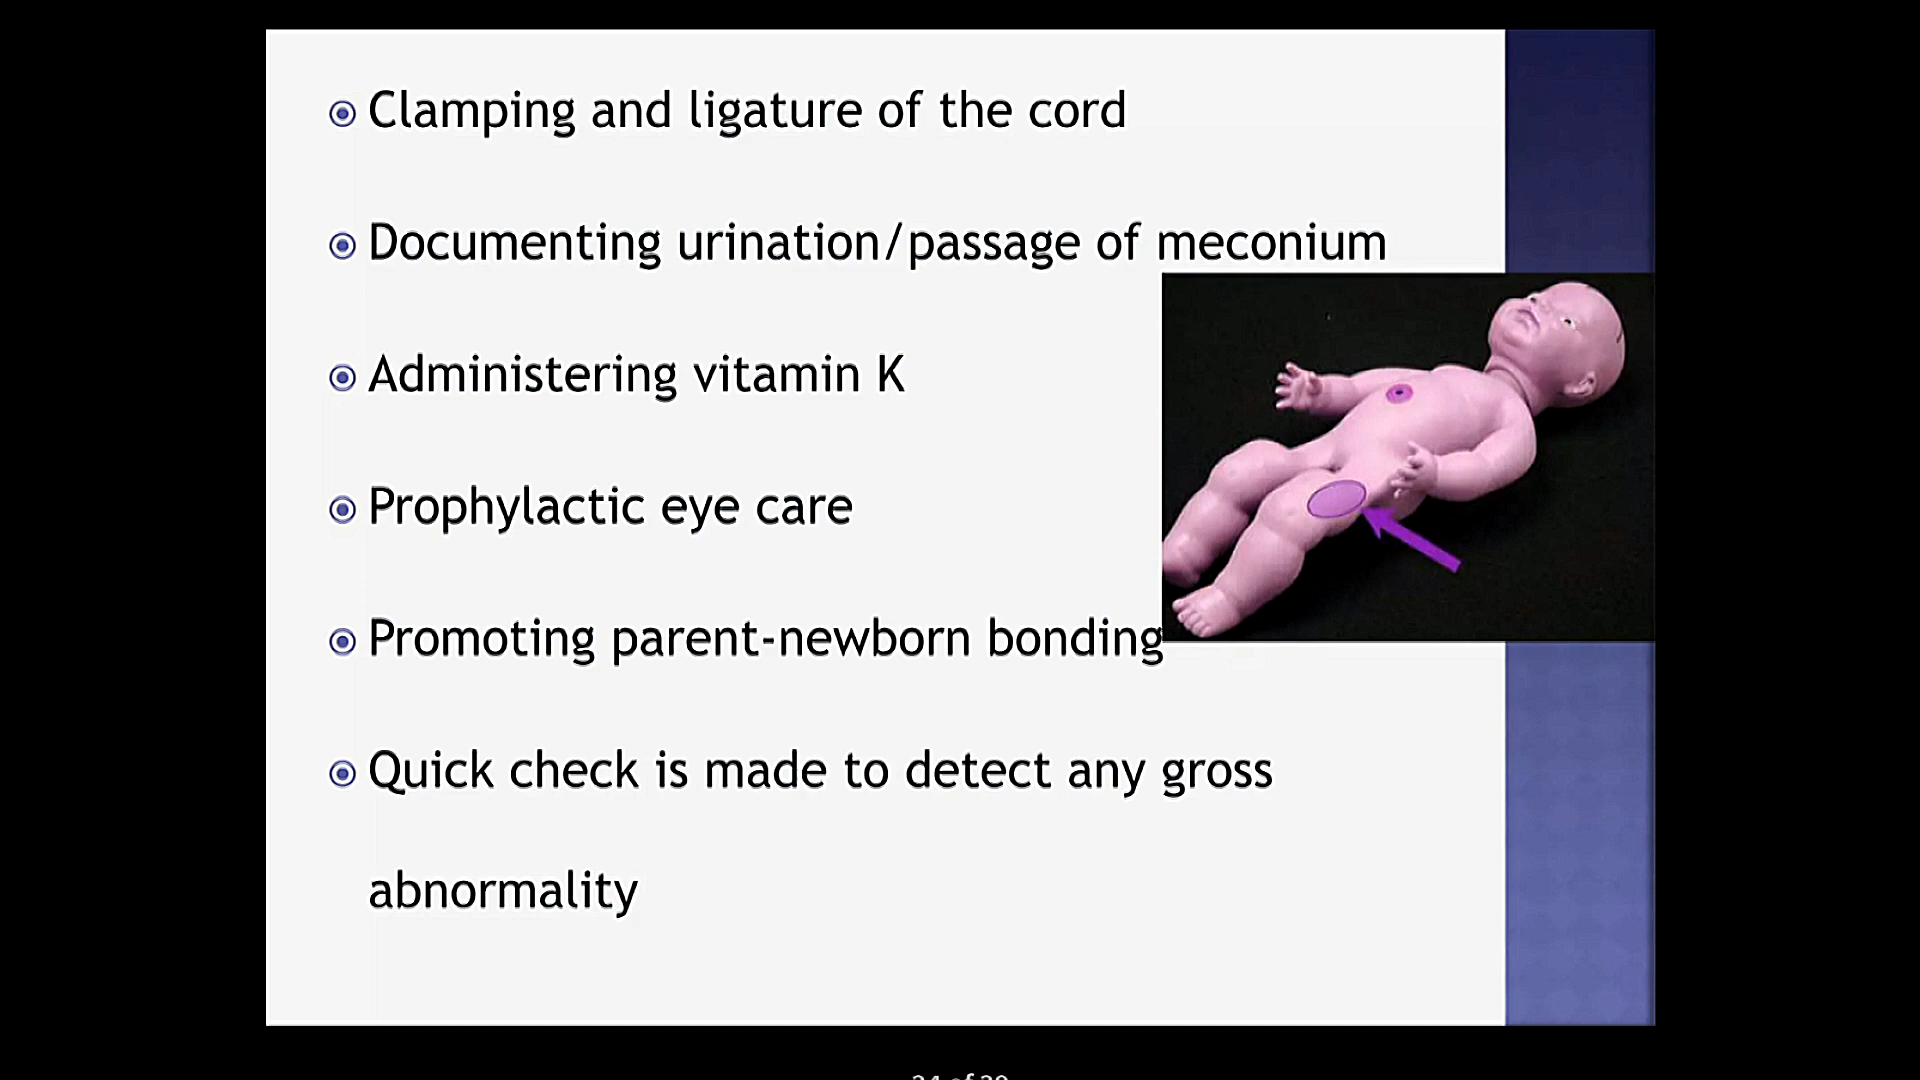 Clamping and ligature of the cord
Documenting urination/passage of meconium
Administering vitamin K
Prophylactic eye care
Promoting parent-newborn bonding
Quick check is made to detect any gross
abnormality